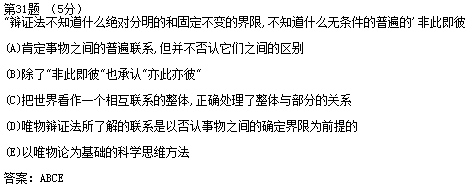 第31题 （5分）
“辩证法不知道什么绝对分明的和固定不变的界限,不知道什么无条件的普遍的‘非此即彼
(A)肯定事物之间的普遍联系,但并不否认它们之间的区别
(B)除了“非此即彼”也承认“亦此亦彼”
(C)把世界看作一个相互联系的整体,正确处理了整体与部分的关系
(D)唯物辩证法所了解的联系是以否认事物之间的确定界限为前提的
(E)以唯物论为基础的科学思维方法
答案: ABCE